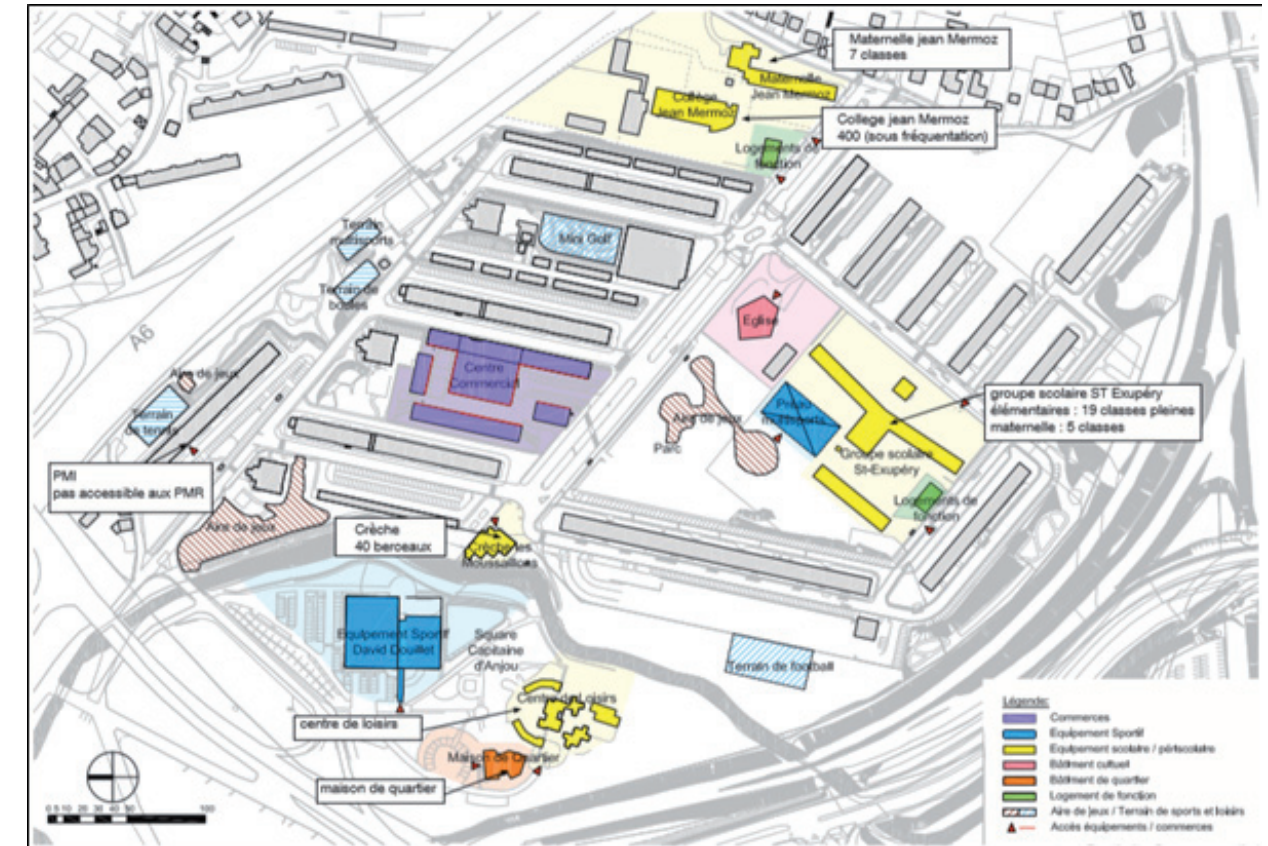 Maternelle jean Mermoz
7 classes
Maternelle
Jean Mermoz
Collège
Jean Mermoz
College jean Mermoz
400 (sous fréquentation)
Logements de
fonction
Terrain
multisports
Mini Golf
Terrain de
boules
Eglise
A6
Centre
Commercial
Aire de jeux
Terrain
de tennis
Aire de jeux
Parc
Préau
multisports
groupe scolaire ST Exupéry
élémentaires : 19 classes pleines
maternelle : 5 classes
Groupe scolaire
St-Exupéry
Logements de
fonction
PMI
pas accessible aux PMR
Aire de jeux
Crèche
40 berceaux
Crèche les
Moussaillons
Equipement Sportif
David Douillet
Square
Capitaine
d'Anjou
Terrain de football
Centre de Loisirs
centre de loisirs
Maison de Quartier
maison de quartier
0 5 10 20 30 40 50 100
Légende:
Commerces
Equipement Sportif
Equipement scolaire / périscolaire
Bâtiment cultuel
Bâtiment de quartier
Logement de fonction
Aire de jeux / Terrain de sports et loisirs
Accès équipements / commerces